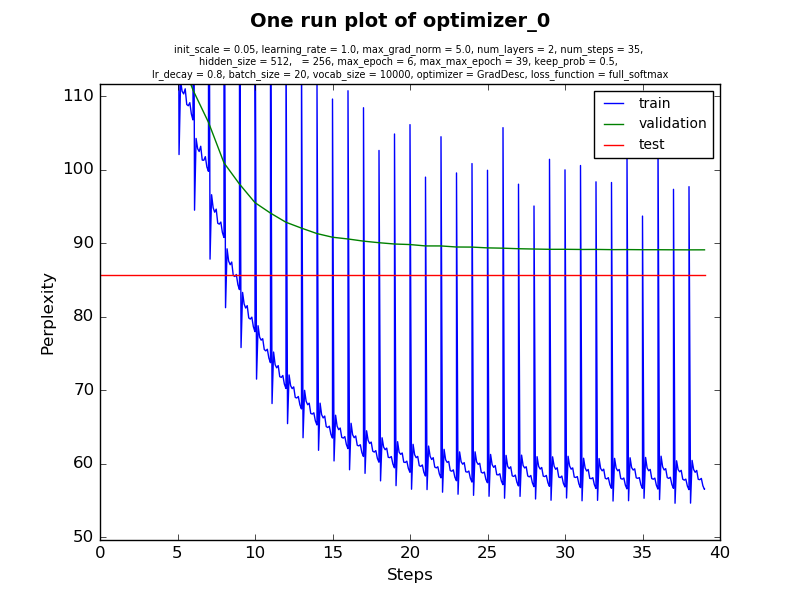 One run plot of optimizer_0
init_scale = 0.05, learning_rate = 1.0, max_grad_norm = 5.0, num_layers = 2, num_steps = 35,
hidden_size = 512,   = 256, max_epoch = 6, max_max_epoch = 39, keep_prob = 0.5,
lr_decay = 0.8, batch_size = 20, vocab_size = 10000, optimizer = GradDesc, loss_function = full_softmax
train
validation
test
110
100
90
80
70
60
50
Perplexity
0 5 10 15 20 25 30 35 40
Steps